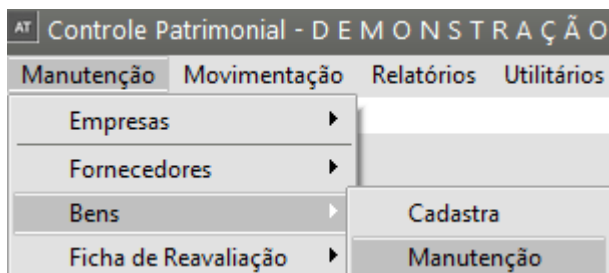 AT Controle Patrimonial - D E M O N S T R A Ç Ã O
Manutenção Movimentação Relatórios Utilitários
Empresas
Fornecedores
Bens
Cadastra
Ficha de Reavaliação
Manutenção